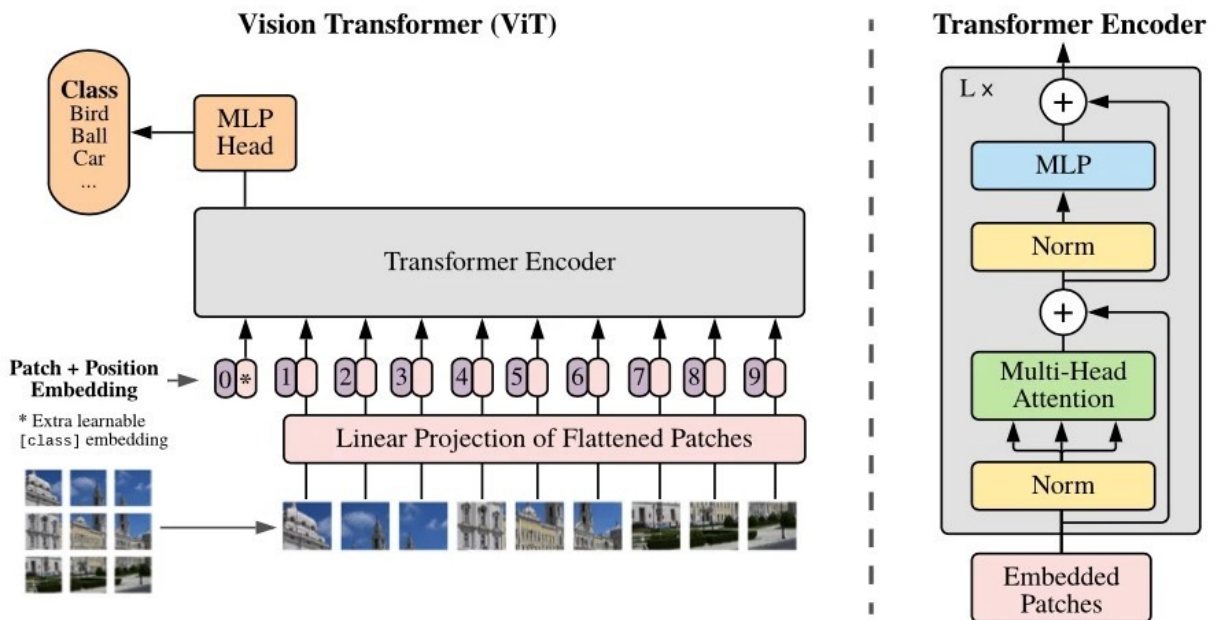 Vision Transformer (ViT)
Class
Bird
Ball
Car
...
MLP
Head
Transformer Encoder
Patch + Position
Embedding
* Extra learnable
[class] embedding
0 * 1 2 3 4 5 6 7 8 9
Linear Projection of Flattened Patches
Transformer Encoder
L ×
+
MLP
Norm
+
Multi-Head
Attention
Norm
Embedded
Patches